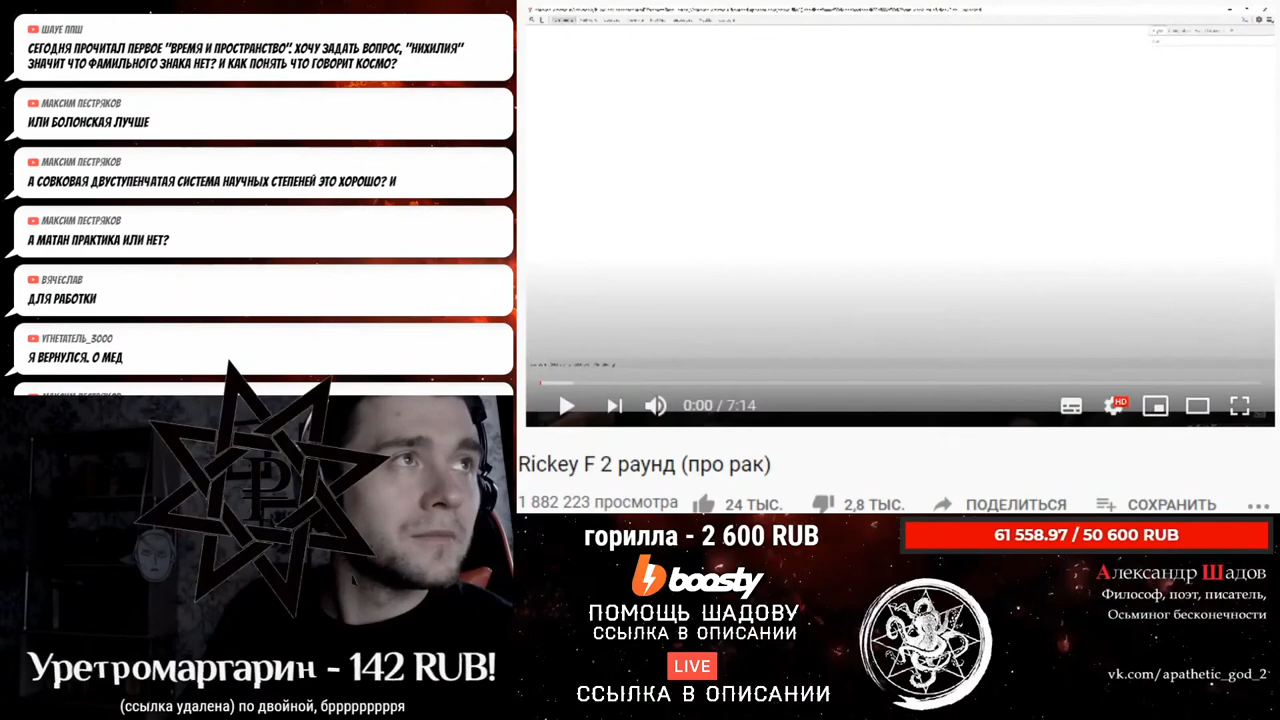 ШАУЕ ППШ
СЕГОДНЯ ПРОЧИТАЛ ПЕРВОЕ "ВРЕМЯ И ПРОСТРАНСТВО". ХОЧУ ЗАДАТЬ ВОПРОС, "НИХИЛИЯ"
ЗНАЧИТ ЧТО ФАМИЛЬНОГО ЗНАКА НЕТ? И КАК ПОНЯТЬ ЧТО ГОВОРИТ КОСМО?
МАКСИМ ПЕСТРЯКОВ
ИЛИ БОЛОНСКАЯ ЛУЧШЕ
МАКСИМ ПЕСТРЯКОВ
А СОВКОВАЯ ДВУСТУПЕНЧАТАЯ СИСТЕМА НАУЧНЫХ СТЕПЕНЕЙ ЭТО ХОРОШО? И
МАКСИМ ПЕСТРЯКОВ
А МАТАН ПРАКТИКА ИЛИ НЕТ?
ВЯЧЕСЛАВ
ДЛЯ РАБОТКИ
УГНЕТАТЕЛЬ_3000
Я ВЕРНУЛСЯ. О МЕД
0:00 / 7:14
HD
Rickey F 2 раунд (про рак)
1 882 223 просмотра
24 ТЫС.
2,8 ТЫС.
ПОДЕЛИТЬСЯ
СОХРАНИТЬ
горилла - 2 600 RUB
boosty
ПОМОЩЬ ШАДОВУ
ССЫЛКА В ОПИСАНИИ
LIVE
ССЫЛКА В ОПИСАНИИ
61 558.97 / 50 600 RUB
Александр Шадов
Философ, поэт, писатель,
Осьминог бесконечности
vk.com/apathetic_god_2
Уретромаргарин - 142 RUB!
(ссылка удалена) по двойной, бррррррррря